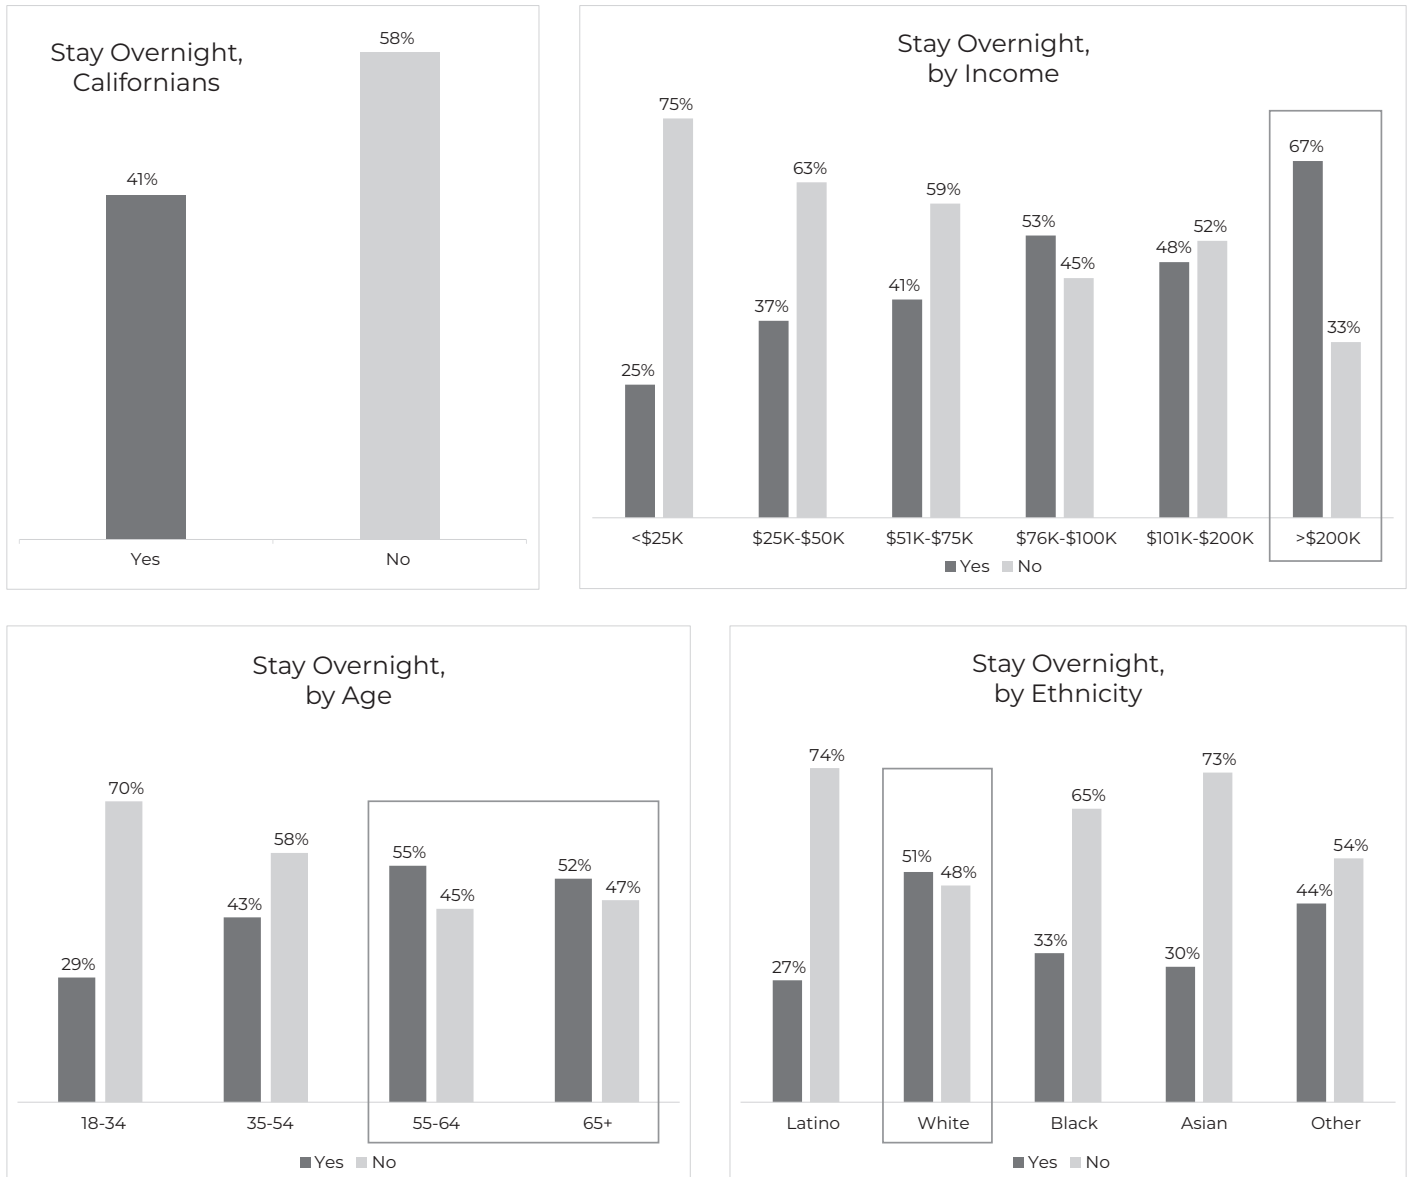 Stay Overnight,
Californians
58%
41%
Yes
No
Stay Overnight,
by Income
75%
63%
59%
67%
53%
52%
48%
45%
41%
37%
33%
25%
<$25K
$25K-$50K
$51K-$75K
$76K-$100K
$101K-$200K
>$200K
Yes
No
Stay Overnight,
by Age
70%
58%
55%
52%
47%
45%
43%
29%
18-34
35-54
55-64
65+
Yes
No
Stay Overnight,
by Ethnicity
74%
73%
65%
51%
48%
54%
44%
33%
30%
27%
Latino
White
Black
Asian
Other
Yes
No